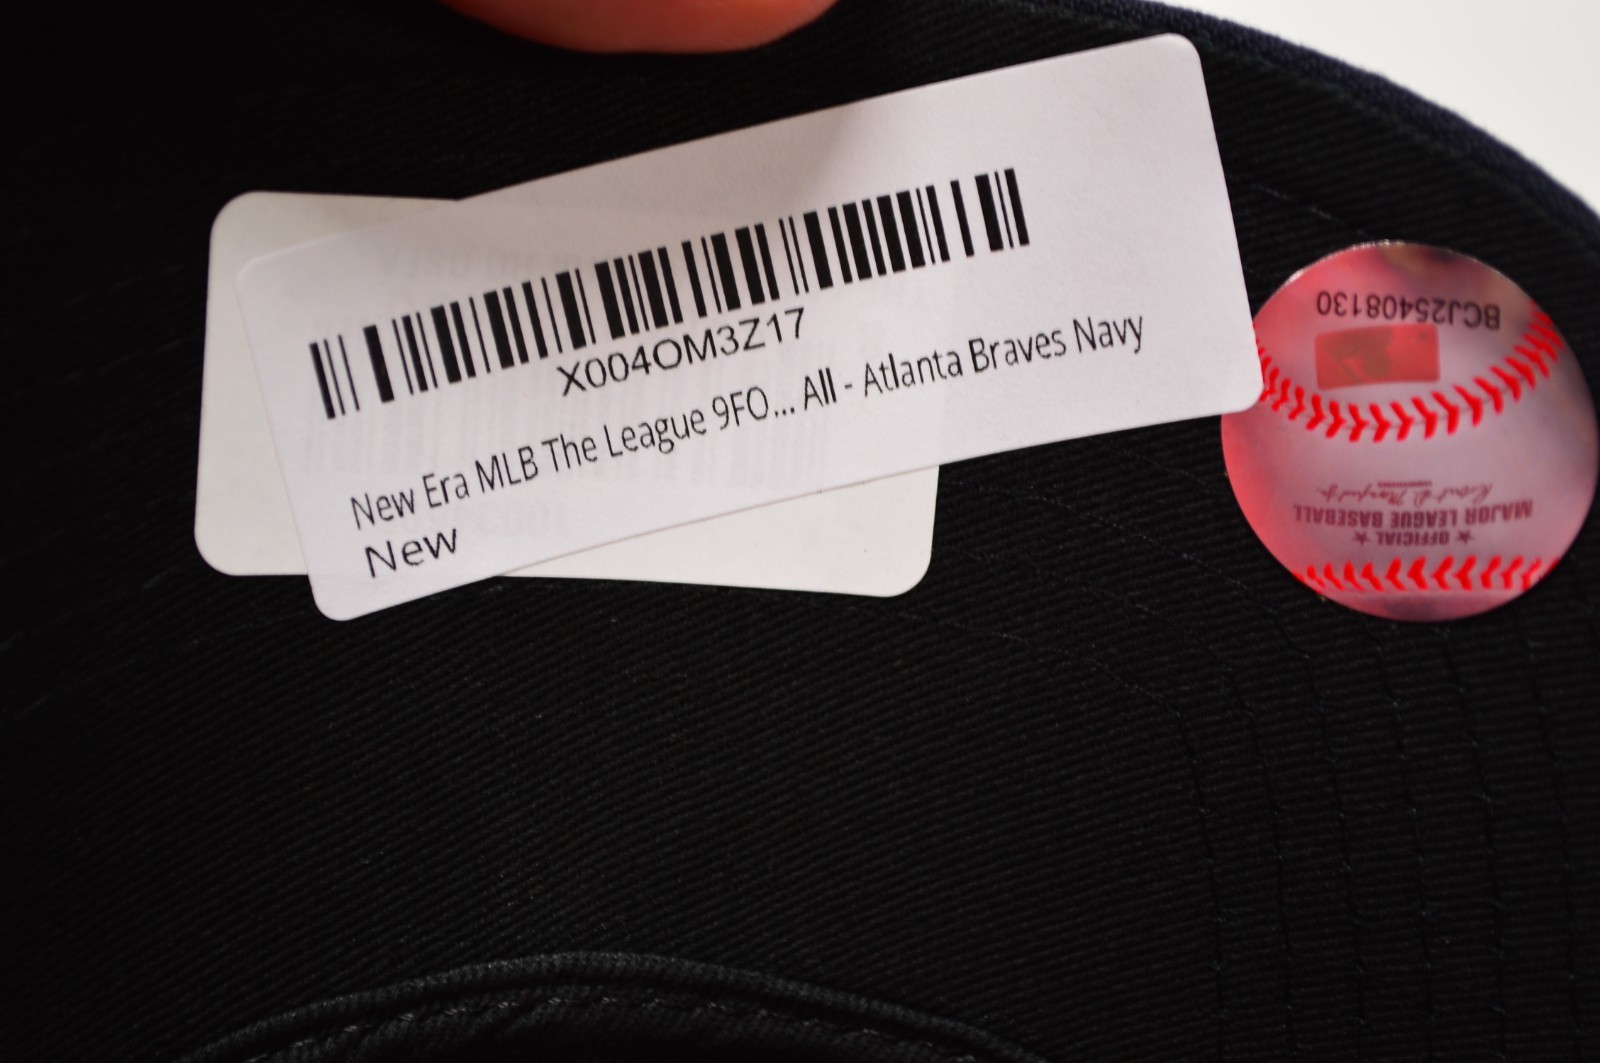 X004OM3Z17
New Era MLB The League 9FO... All - Atlanta Braves Navy
New
BCJ25408130
MAJOR LEAGUE BASEBALL
★ OFFICIAL ★